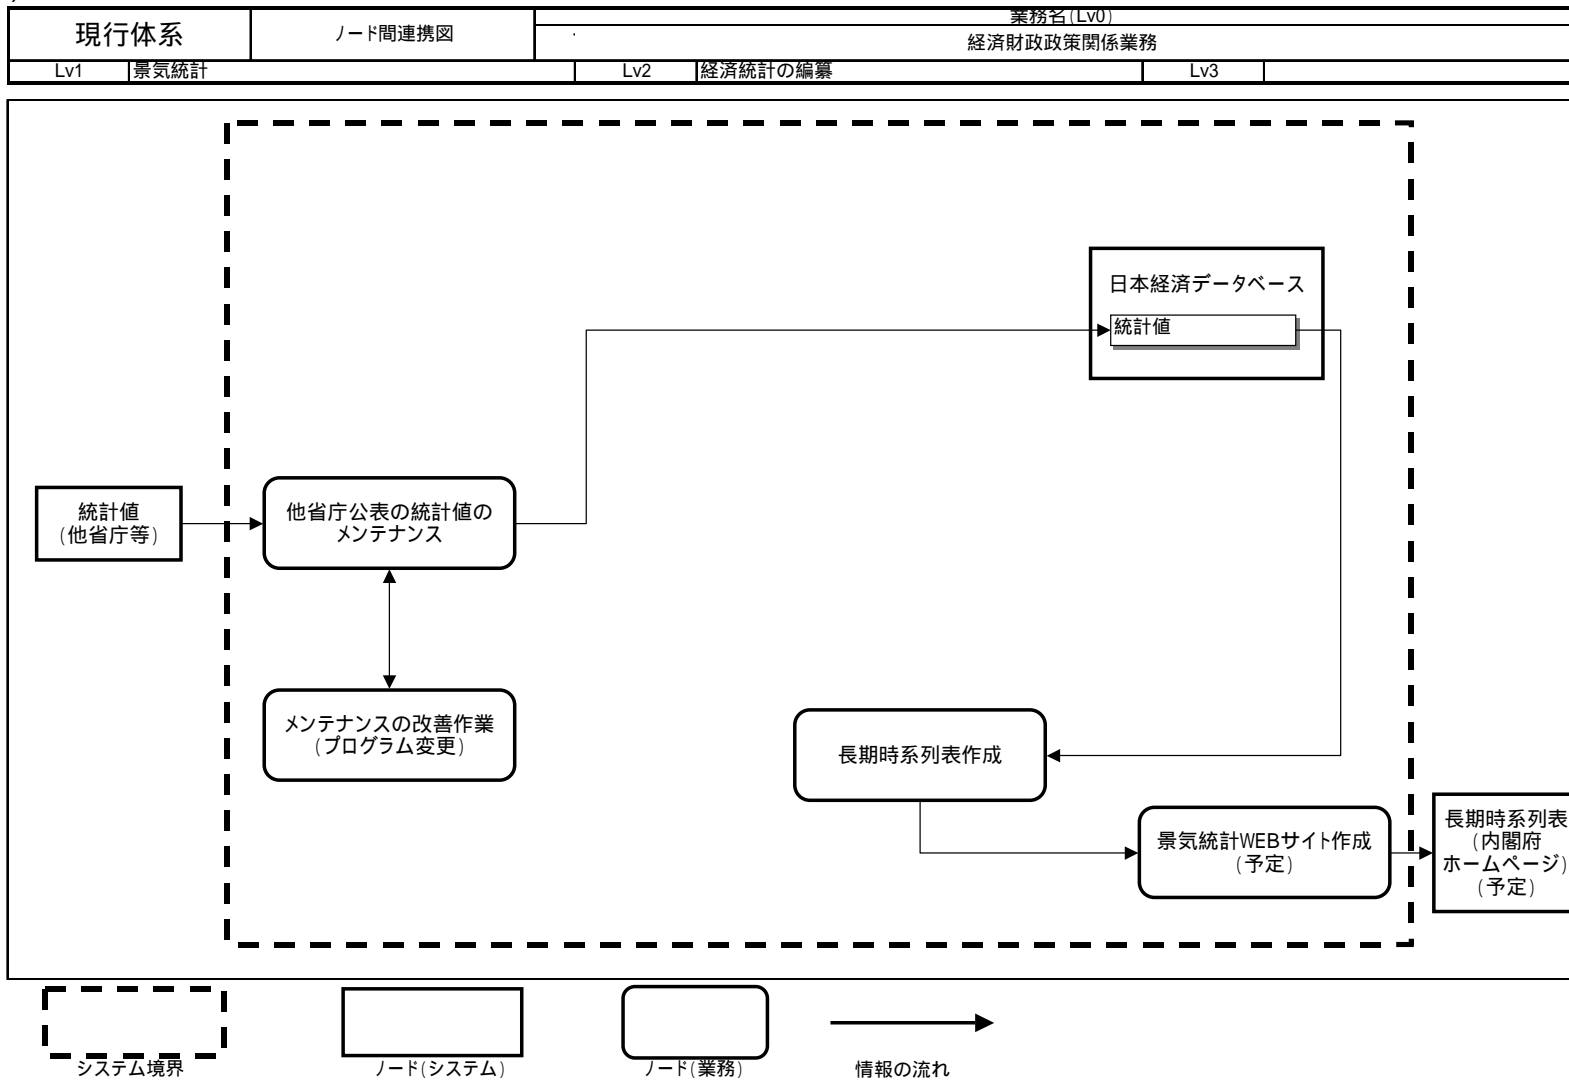 現行体系
ノード間連携図
業務名(Lv0)
経済財政政策関係業務
Lv1
景気統計
Lv2
経済統計の編纂
Lv3
日本経済データベース
統計値
統計値
(他省庁等)
他省庁公表の統計値の
メンテナンス
メンテナンスの改善作業
(プログラム変更)
長期時系列表作成
景気統計WEBサイト作成
(予定)
長期時系列表
(内閣府
ホームページ)
(予定)
システム境界
ノード(システム)
ノード(業務)
情報の流れ